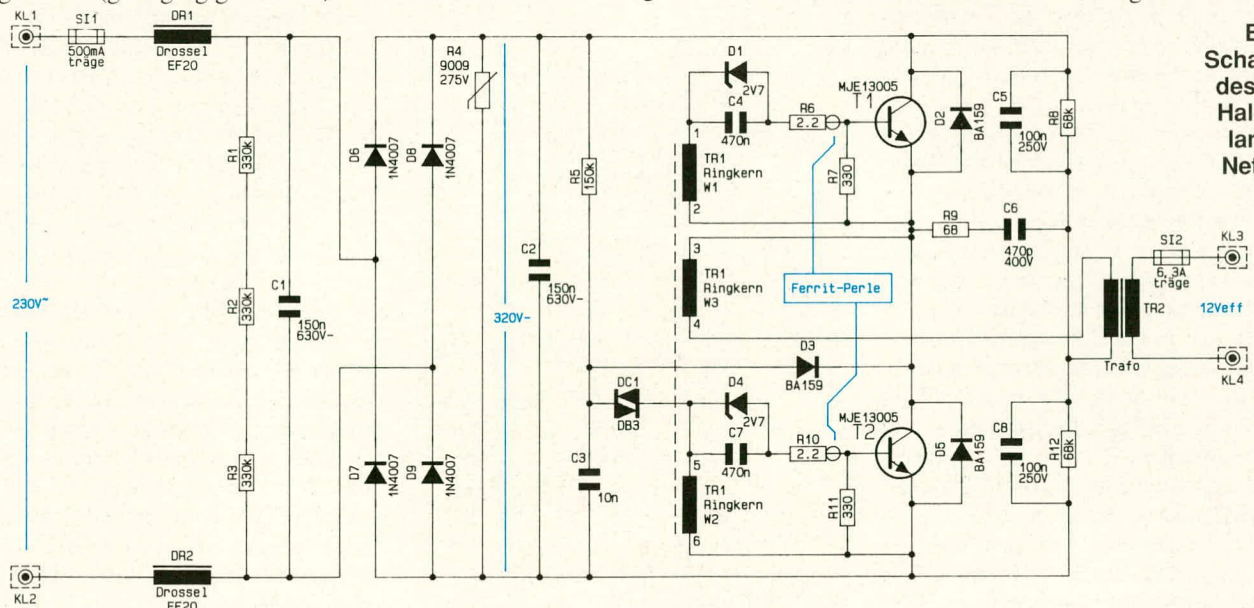 KL1
SI1
500mA
träge
DR1
Drossel
EF20
R1
330k
R2
330k
R3
330k
C1
150n
630V-
230V~
KL2
DR2
Drossel
EF20
D6
1N4007
D8
1N4007
D7
1N4007
D9
1N4007
R4
9009
275V
320V-
C2
150n
630V-
R5
150k
C3
10n
DC1
DB3
D1
2V7
C4
470n
1
TR1
Ringkern
W1
2
3
TR1
Ringkern
W3
4
R6
2.2
R7
330
MJE13005
T1
D2
BA159
C5
100n
250V
R8
68k
R9
68
C6
470p
400V
Ferrit-Perle
D3
BA159
D4
2V7
C7
470n
5
TR1
Ringkern
W2
6
R10
2.2
R11
330
MJE13005
T2
D5
BA159
C8
100n
250V
R12
68k
TR2
Trafo
SI2
6,3A
träge
KL3
12Veff
KL4